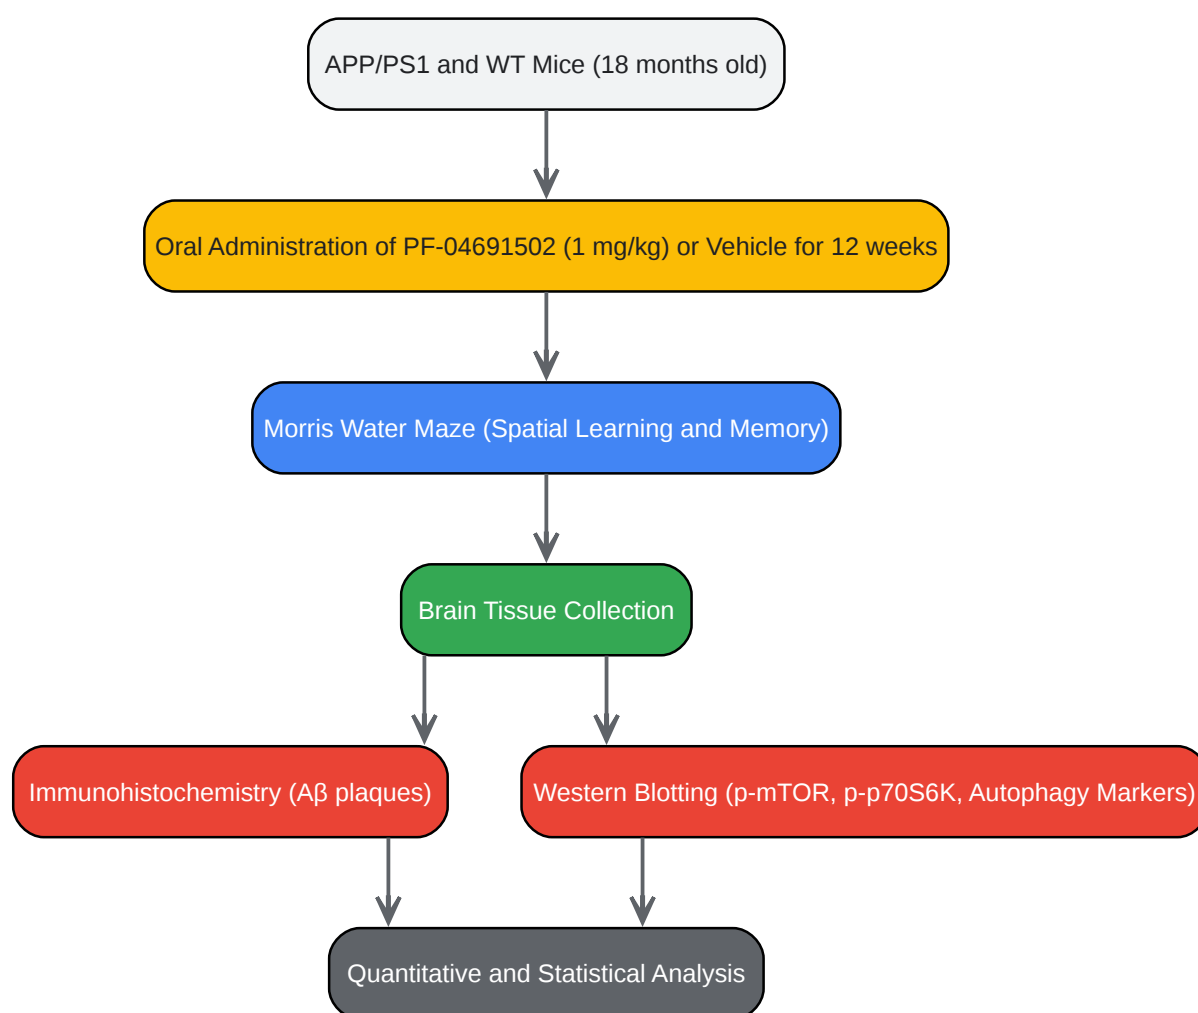 APP/PS1 and WT Mice (18 months old)
Oral Administration of PF-04691502 (1 mg/kg) or Vehicle for 12 weeks
Morris Water Maze (Spatial Learning and Memory)
Brain Tissue Collection
Immunohistochemistry (Aβ plaques)
Western Blotting (p-mTOR, p-p70S6K, Autophagy Markers)
Quantitative and Statistical Analysis